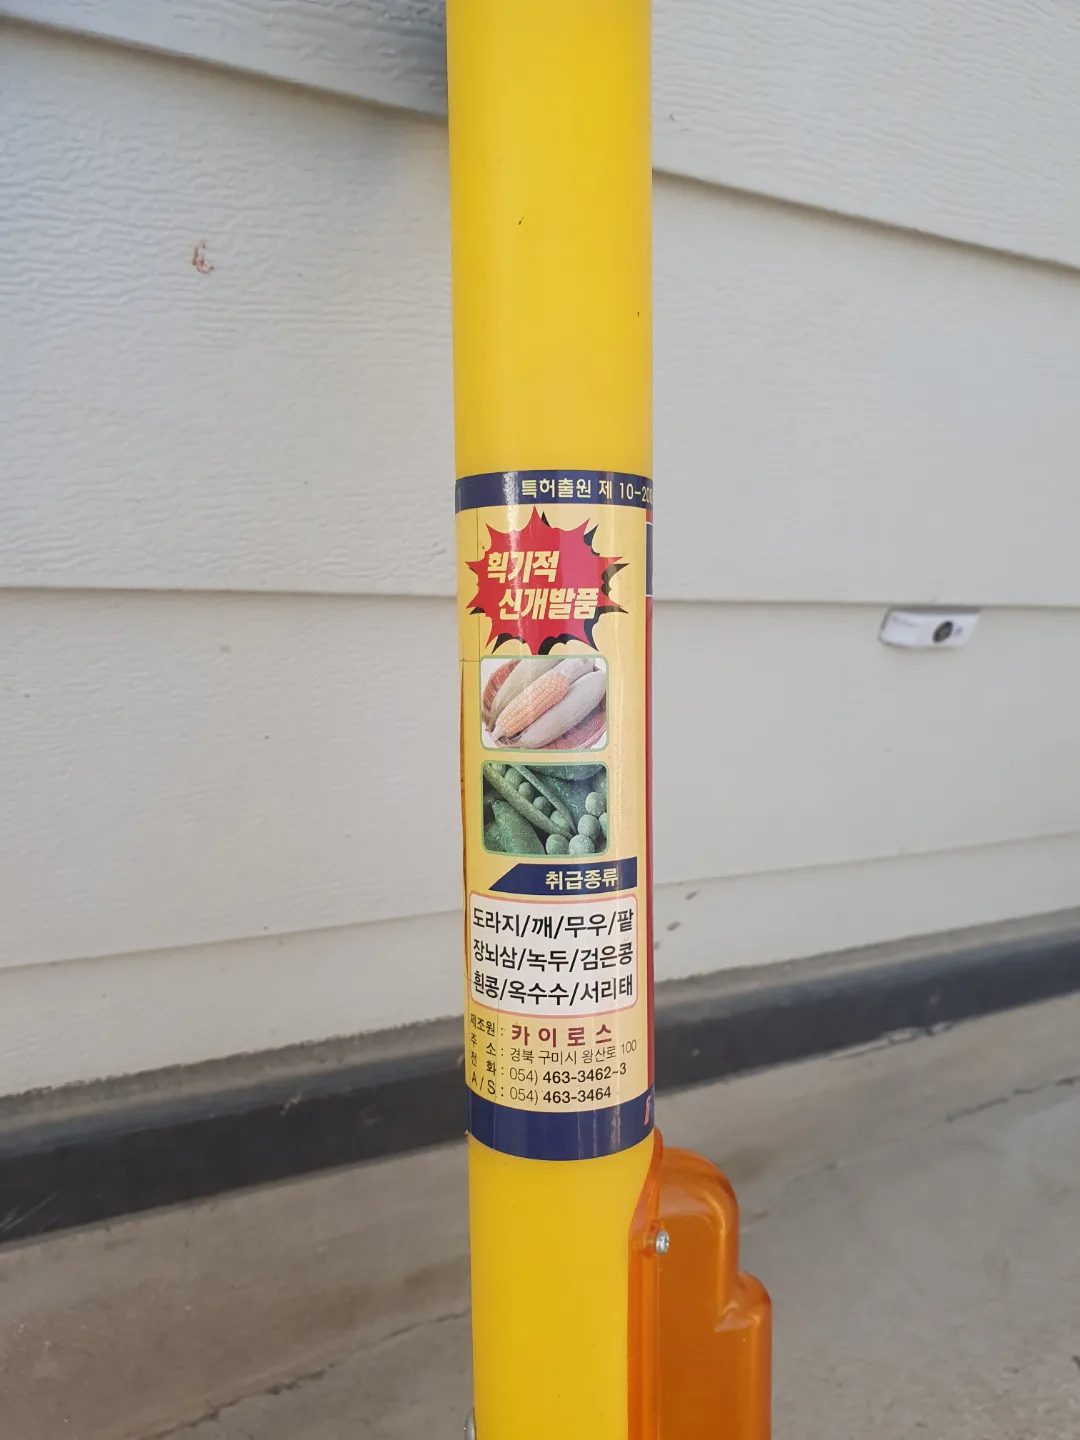 특허출원 제 10-20
획기적
신개발품
취급종류
도라지/깨/무우/팥
장뇌삼/녹두/검은콩
흰콩/옥수수/서리태
제조원 : 카이로스
주 소 : 경북 구미시 왕산로 100
전 화 : 054) 463-3462~3
A / S : 054) 463-3464